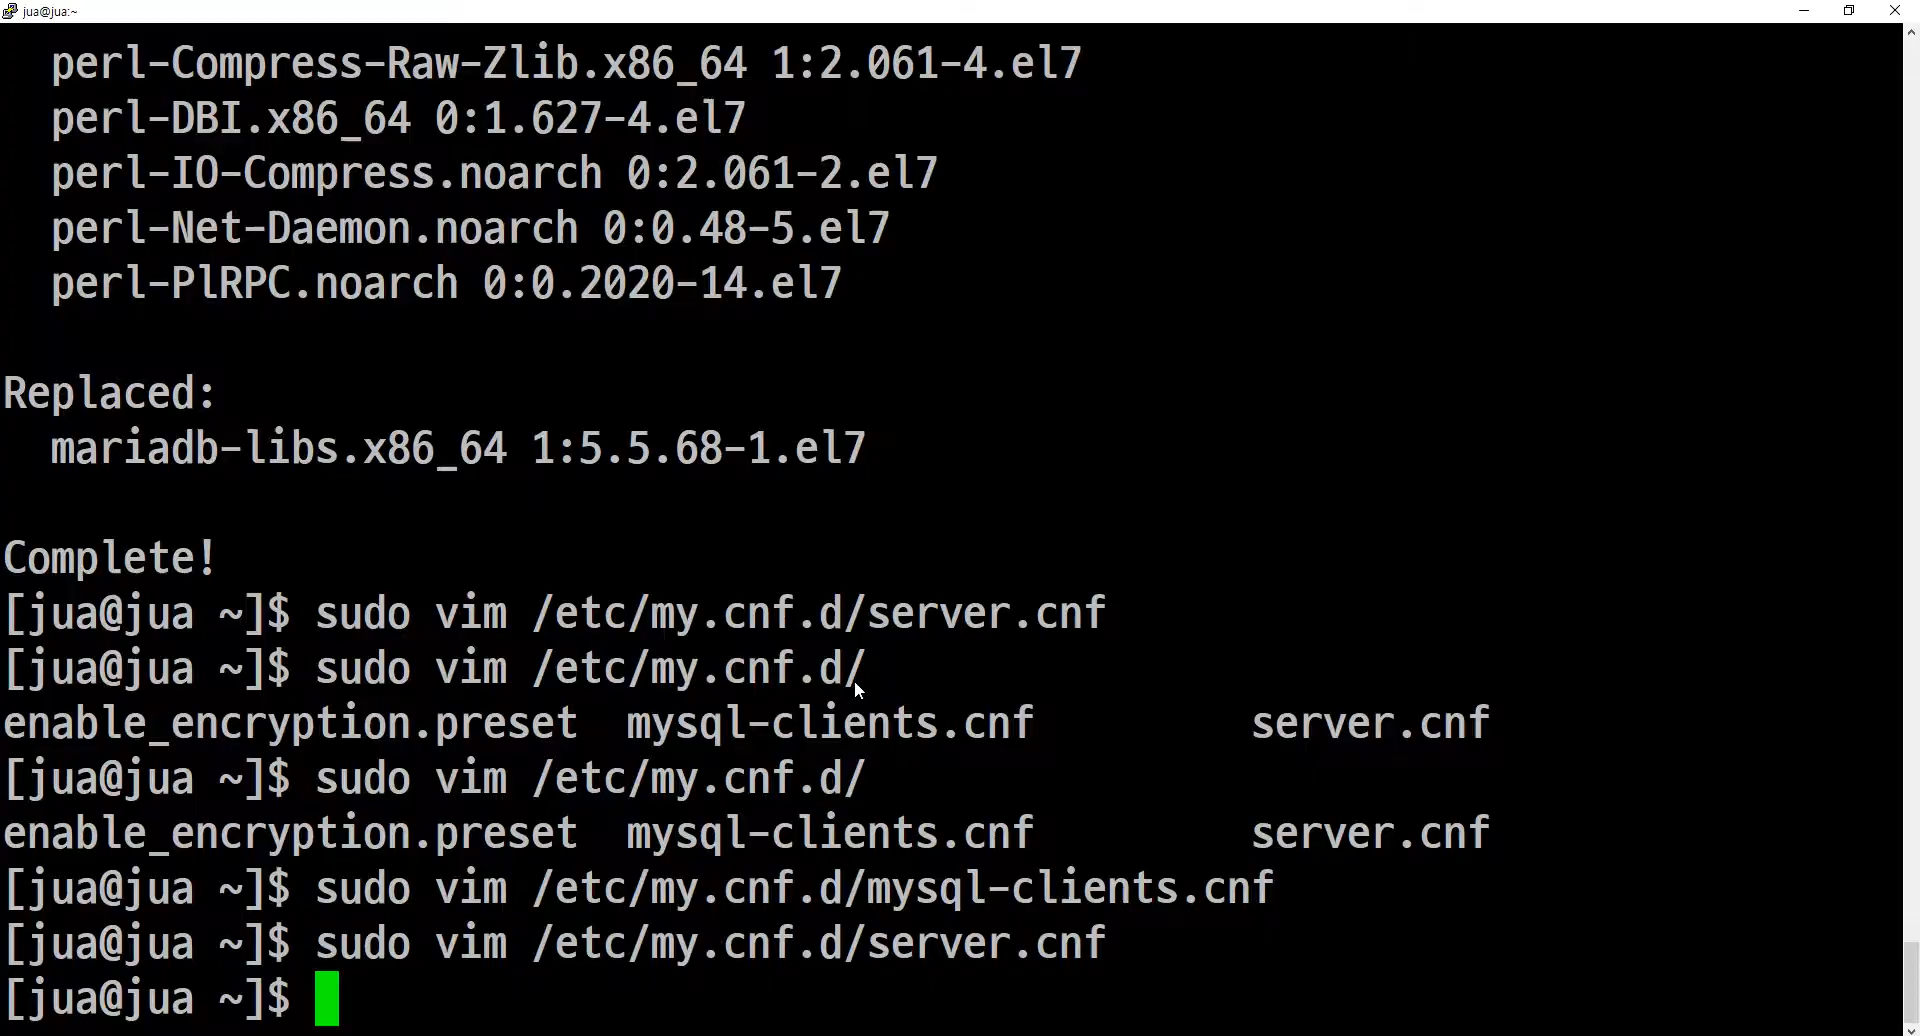 jua@jua:~
perl-Compress-Raw-Zlib.x86_64 1:2.061-4.el7
perl-DBI.x86_64 0:1.627-4.el7
perl-IO-Compress.noarch 0:2.061-2.el7
perl-Net-Daemon.noarch 0:0.48-5.el7
perl-PlRPC.noarch 0:0.2020-14.el7
Replaced:
mariadb-libs.x86_64 1:5.5.68-1.el7
Complete!
[jua@jua ~]$ sudo vim /etc/my.cnf.d/server.cnf
[jua@jua ~]$ sudo vim /etc/my.cnf.d/
enable_encryption.preset mysql-clients.cnf server.cnf
[jua@jua ~]$ sudo vim /etc/my.cnf.d/
enable_encryption.preset mysql-clients.cnf server.cnf
[jua@jua ~]$ sudo vim /etc/my.cnf.d/mysql-clients.cnf
[jua@jua ~]$ sudo vim /etc/my.cnf.d/server.cnf
[jua@jua ~]$